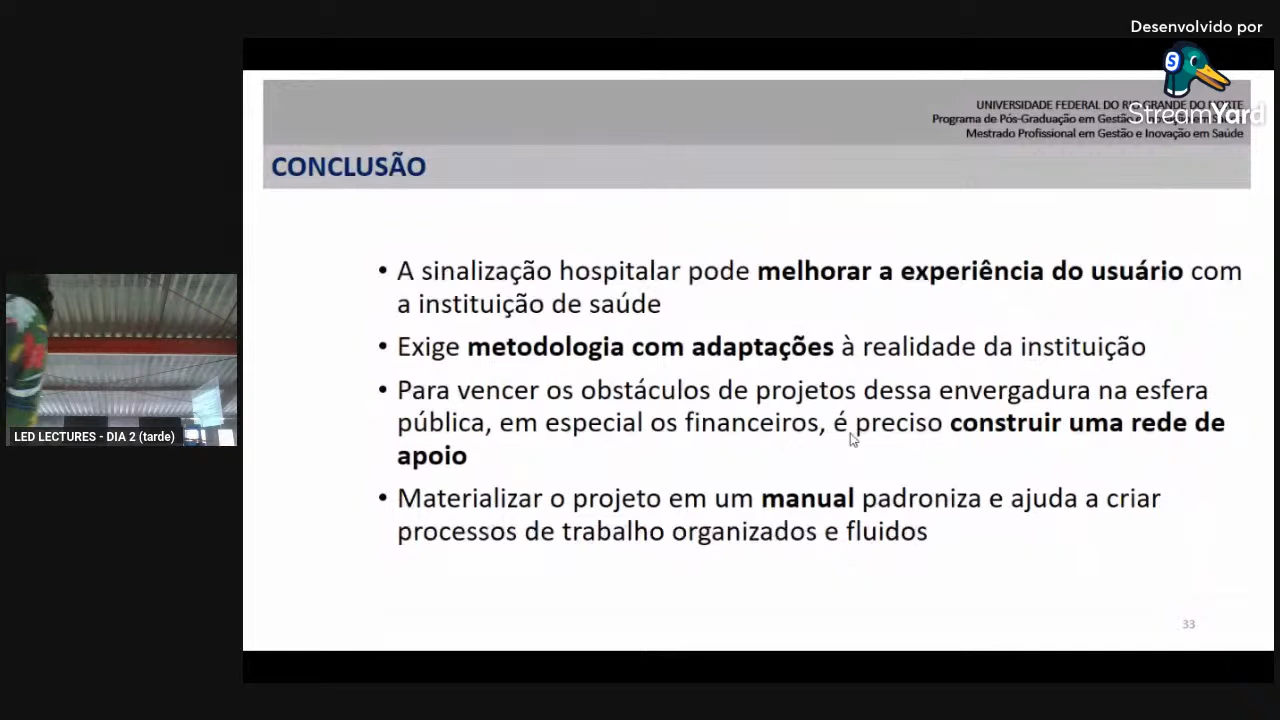 Desenvolvido por
S
StreamYard
UNIVERSIDADE FEDERAL DO RIO GRANDE DO NORTE
Programa de Pós-Graduação em Gestão e Inovação em Saúde
Mestrado Profissional em Gestão e Inovação em Saúde
CONCLUSÃO
• A sinalização hospitalar pode melhorar a experiência do usuário com
a instituição de saúde
• Exige metodologia com adaptações à realidade da instituição
• Para vencer os obstáculos de projetos dessa envergadura na esfera
pública, em especial os financeiros, é preciso construir uma rede de
apoio
• Materializar o projeto em um manual padroniza e ajuda a criar
processos de trabalho organizados e fluidos
33
LED LECTURES - DIA 2 (tarde)